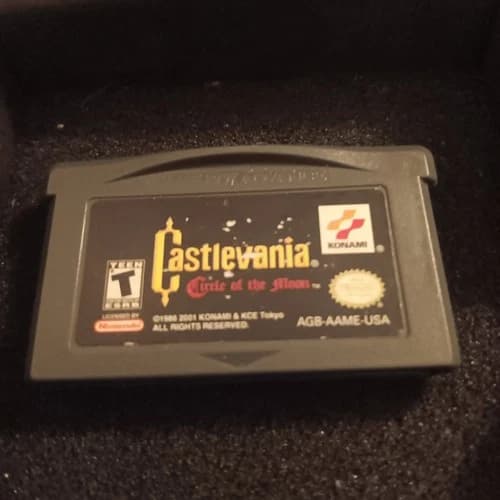 Castlevania®
Circle of the Moon™
KONAMI
TEEN
T
ESRB
LICENSED BY
Nintendo
©1986 2001 KONAMI & KCE Tokyo
ALL RIGHTS RESERVED.
AGB-AAME-USA